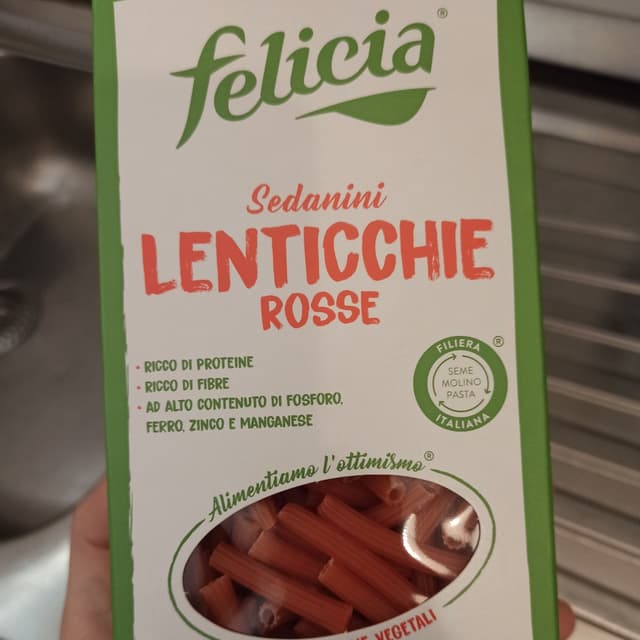 felicia®
Sedanini
LENTICCHIE
ROSSE
• RICCO DI PROTEINE
• RICCO DI FIBRE
• AD ALTO CONTENUTO DI FOSFORO,
FERRO, ZINCO E MANGANESE
FILIERA ®
SEME
MOLINO
PASTA
ITALIANA
Alimentiamo l'ottimismo®
VEGETALI